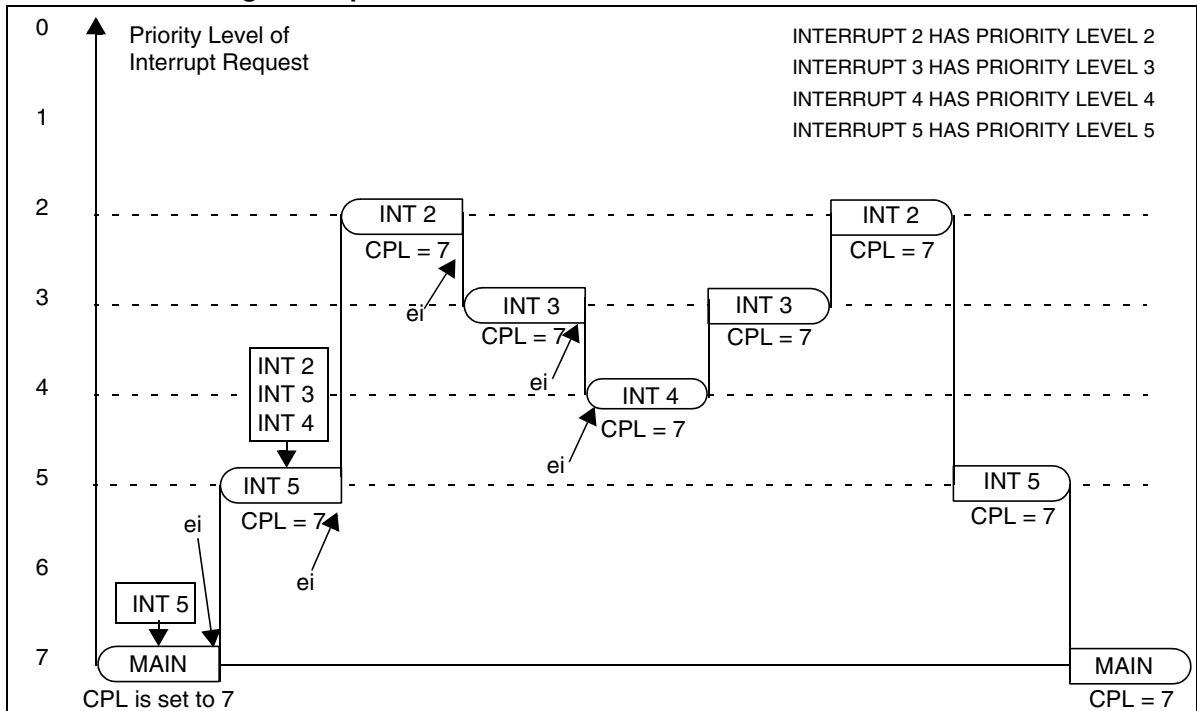 0
Priority Level of
Interrupt Request
INTERRUPT 2 HAS PRIORITY LEVEL 2
INTERRUPT 3 HAS PRIORITY LEVEL 3
INTERRUPT 4 HAS PRIORITY LEVEL 4
INTERRUPT 5 HAS PRIORITY LEVEL 5
1
2
INT 2
CPL = 7
INT 2
CPL = 7
ei
3
INT 3
CPL = 7
INT 3
CPL = 7
ei
INT 2
INT 3
INT 4
4
INT 4
CPL = 7
ei
5
INT 5
CPL = 7
INT 5
CPL = 7
ei
ei
6
INT 5
7
MAIN
CPL is set to 7
MAIN
CPL = 7